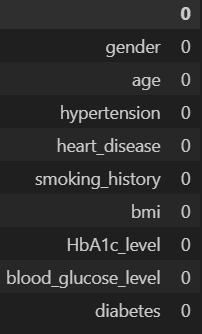 0
gender 0
age 0
hypertension 0
heart_disease 0
smoking_history 0
bmi 0
HbA1c_level 0
blood_glucose_level 0
diabetes 0